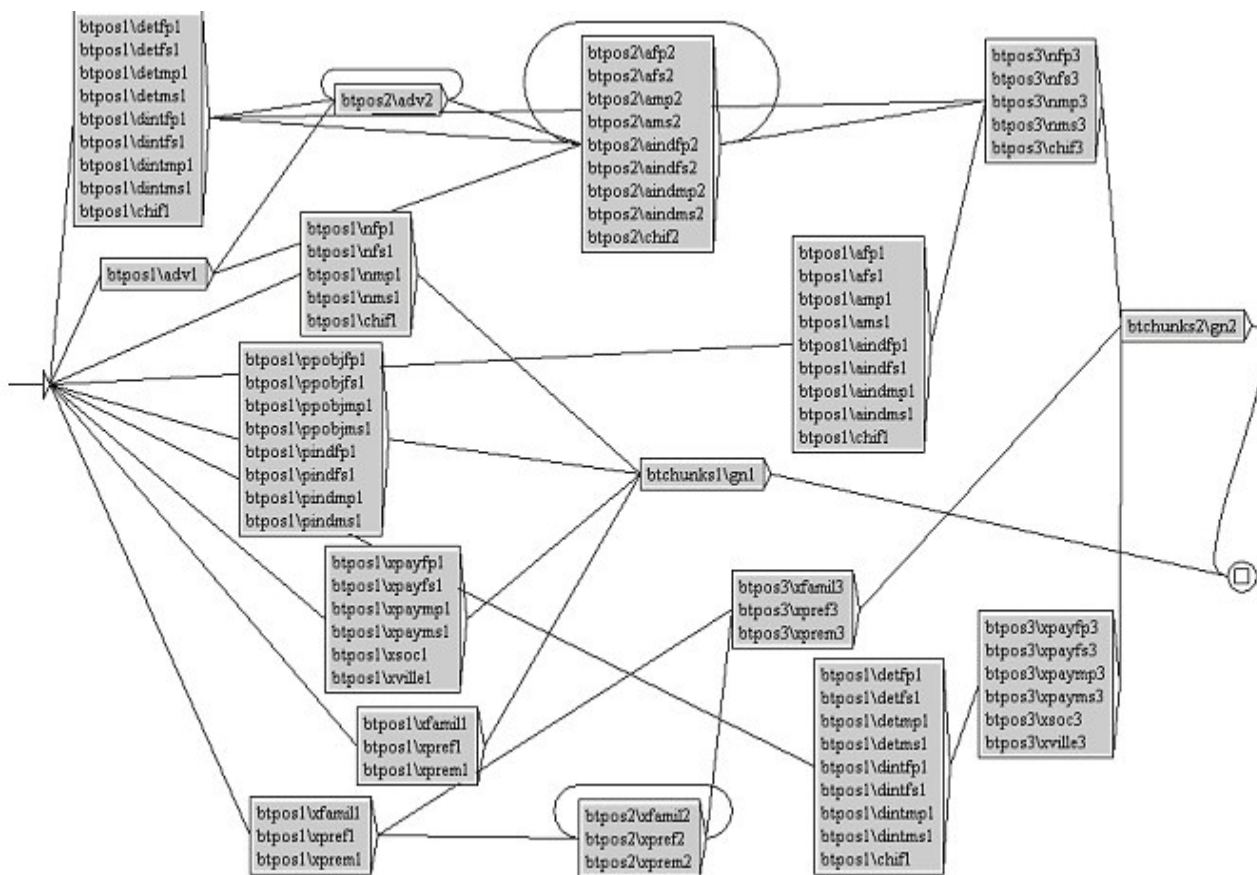 btpos1\detfp1
btpos1\detfs1
btpos1\detmp1
btpos1\detms1
btpos1\dintfp1
btpos1\dintfs1
btpos1\dintmp1
btpos1\dintms1
btpos1\chif1
btpos2\adv2
btpos2\afp2
btpos2\afs2
btpos2\amp2
btpos2\ams2
btpos2\aindfp2
btpos2\aindfs2
btpos2\aindmp2
btpos2\aindms2
btpos2\chif2
btpos3\nfp3
btpos3\nfs3
btpos3\nmp3
btpos3\nms3
btpos3\chif3
btpos1\adv1
btpos1\nfp1
btpos1\nfs1
btpos1\nmp1
btpos1\nms1
btpos1\chif1
btpos1\afp1
btpos1\afs1
btpos1\amp1
btpos1\ams1
btpos1\aindfp1
btpos1\aindfs1
btpos1\aindmp1
btpos1\aindms1
btpos1\chif1
btchunks2\gn2
btpos1\ppobjfp1
btpos1\ppobjfs1
btpos1\ppobjmp1
btpos1\ppobjms1
btpos1\pindfp1
btpos1\pindfs1
btpos1\pindmp1
btpos1\pindms1
btchunks1\gn1
btpos1\xpayfp1
btpos1\xpayfs1
btpos1\xpaymp1
btpos1\xpayms1
btpos1\xsoc1
btpos1\xville1
btpos3\xfamil3
btpos3\xpref3
btpos3\xprem3
btpos3\xpayfp3
btpos3\xpayfs3
btpos3\xpaymp3
btpos3\xpayms3
btpos3\xsoc3
btpos3\xville3
btpos1\detfp1
btpos1\detfs1
btpos1\detmp1
btpos1\detms1
btpos1\dintfp1
btpos1\dintfs1
btpos1\dintmp1
btpos1\dintms1
btpos1\chif1
btpos1\xfamil1
btpos1\xpref1
btpos1\xprem1
btpos1\xfamil1
btpos1\xpref1
btpos1\xprem1
btpos2\xfamil2
btpos2\xpref2
btpos2\xprem2